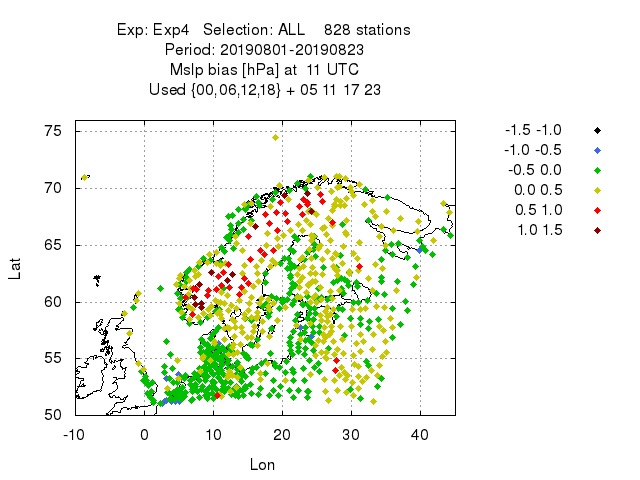 Exp: Exp4   Selection: ALL    828 stations
Period: 20190801-20190823
Mslp bias [hPa] at  11 UTC
Used {00,06,12,18} + 05 11 17 23
-1.5 -1.0
-1.0 -0.5
-0.5 0.0
0.0 0.5
0.5 1.0
1.0 1.5
75
70
65
60
55
50
Lat
-10 0 10 20 30 40
Lon